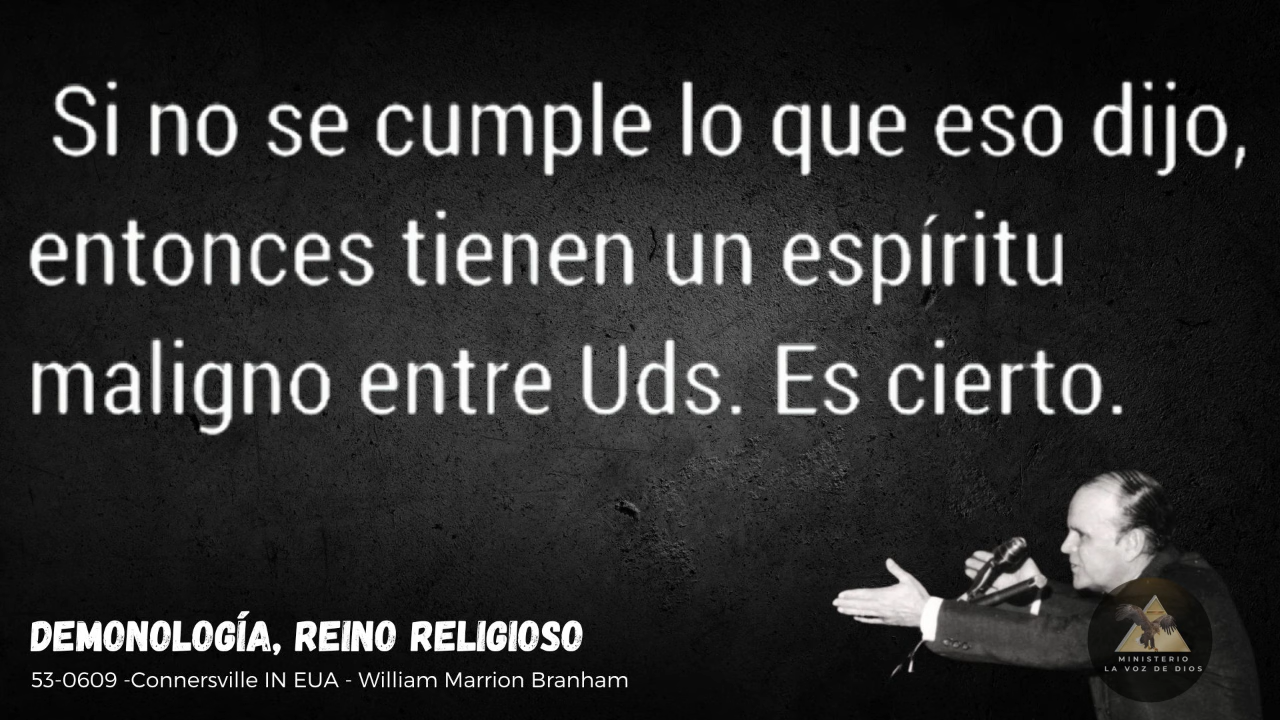 Si no se cumple lo que eso dijo,
entonces tienen un espíritu
maligno entre Uds. Es cierto.
DEMONOLOGÍA, REINO RELIGIOSO
53-0609 -Connersville IN EUA - William Marrion Branham
MINISTERIO
LA VOZ DE DIOS